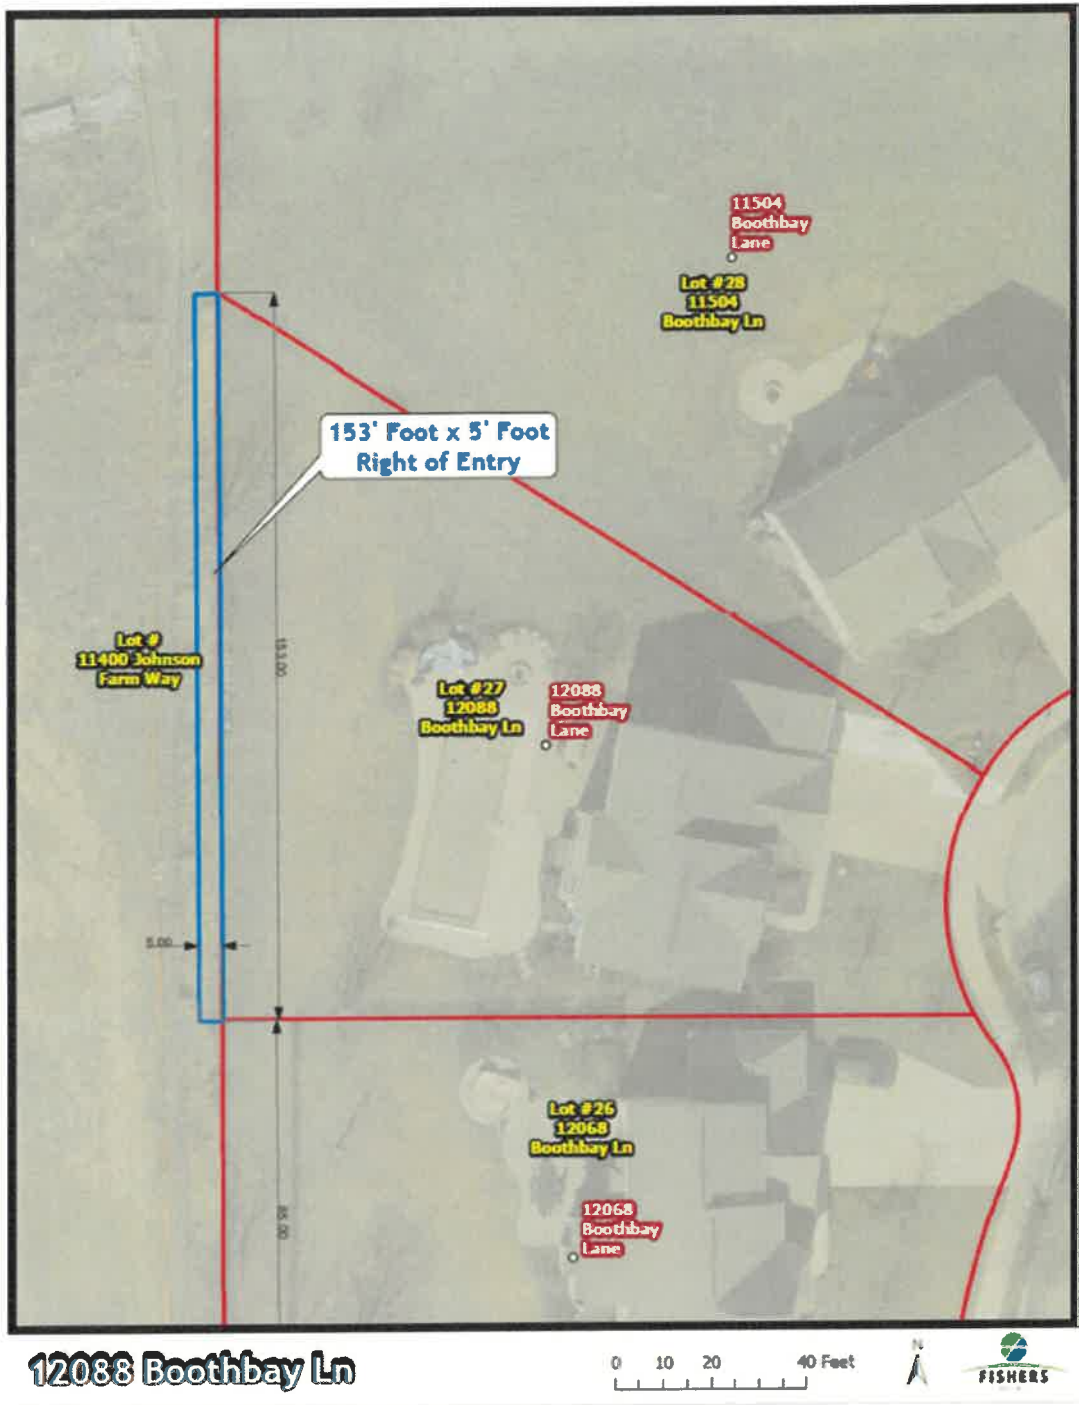 11504
Boothbay
Lane
Lot #28
11504
Boothbay Ln
153' Foot x 5' Foot
Right of Entry
153.00
Lot #
11400 Johnson
Farm Way
Lot #27
12088
Boothbay Ln
12088
Boothbay
Lane
5.00
Lot #26
12068
Boothbay Ln
85.00
12068
Boothbay
Lane
12088 Boothbay Ln
0 10 20 40 Feet
N
FISHERS